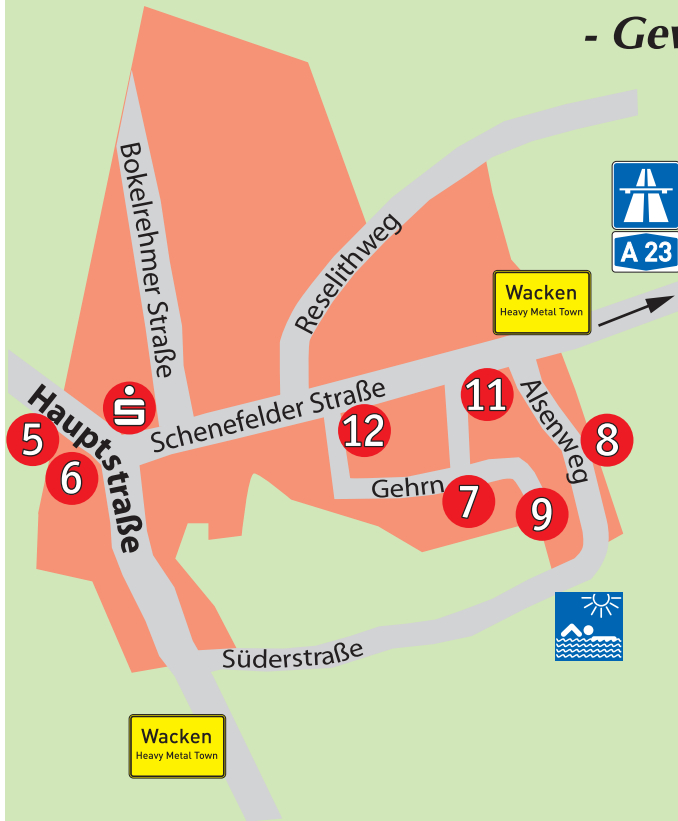 - Gew
Bokelrehmer Straße
Reselithweg
A 23
Wacken
Heavy Metal Town
Schenefelder Straße
Hauptstraße
5
6
12
11
Alsenweg
8
Gehrn
7
9
Süderstraße
Wacken
Heavy Metal Town